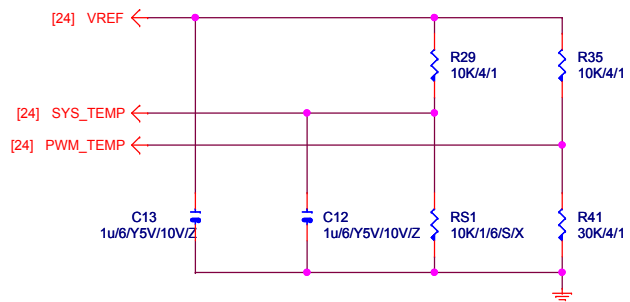 [24] VREF
R29
10K/4/1
R35
10K/4/1
[24] SYS_TEMP
[24] PWM_TEMP
C13
1u/6/Y5V/10V/Z
C12
1u/6/Y5V/10V/Z
RS1
10K/1/6/S/X
R41
30K/4/1